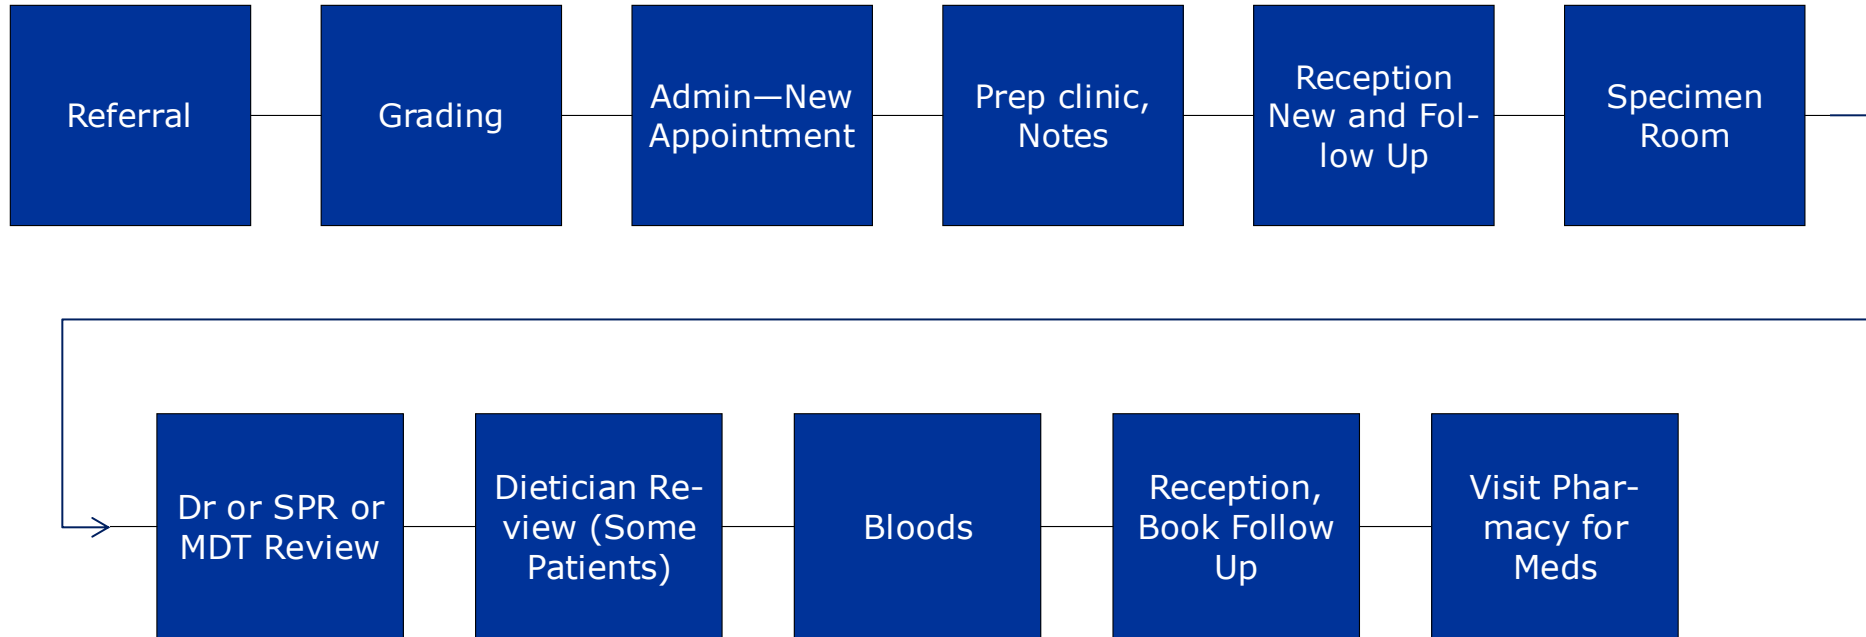 Referral
Grading
Admin—New
Appointment
Prep clinic,
Notes
Reception
New and Fol-
low Up
Specimen
Room
Dr or SPR or
MDT Review
Dietician Re-
view (Some
Patients)
Bloods
Reception,
Book Follow
Up
Visit Phar-
macy for
Meds